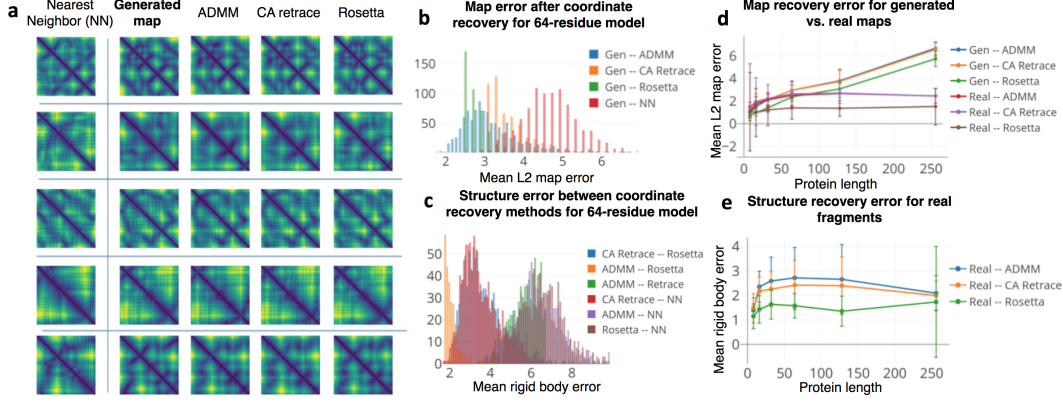 a
Nearest
Neighbor (NN)
Generated
map
ADMM
CA retrace
Rosetta
b
Map error after coordinate
recovery for 64-residue model
150
100
50
2
3
4
5
6
Mean L2 map error
Gen -- ADMM
Gen -- CA Retrace
Gen -- Rosetta
Gen -- NN
c
Structure error between coordinate
recovery methods for 64-residue model
50
40
30
20
10
0
2
4
6
8
Mean rigid body error
CA Retrace -- Rosetta
ADMM -- Rosetta
ADMM -- Retrace
CA Retrace -- NN
ADMM -- NN
Rosetta -- NN
d
Map recovery error for generated
vs. real maps
Mean L2 map error
6
4
2
0
−2
0
50
100
150
200
250
Protein length
Gen -- ADMM
Gen -- CA Retrace
Gen -- Rosetta
Real -- ADMM
Real -- CA Retrace
Real -- Rosetta
e
Structure recovery error for real
fragments
Mean rigid body error
4
3
2
1
0
0
50
100
150
200
250
Protein length
Real -- ADMM
Real -- CA Retrace
Real -- Rosetta